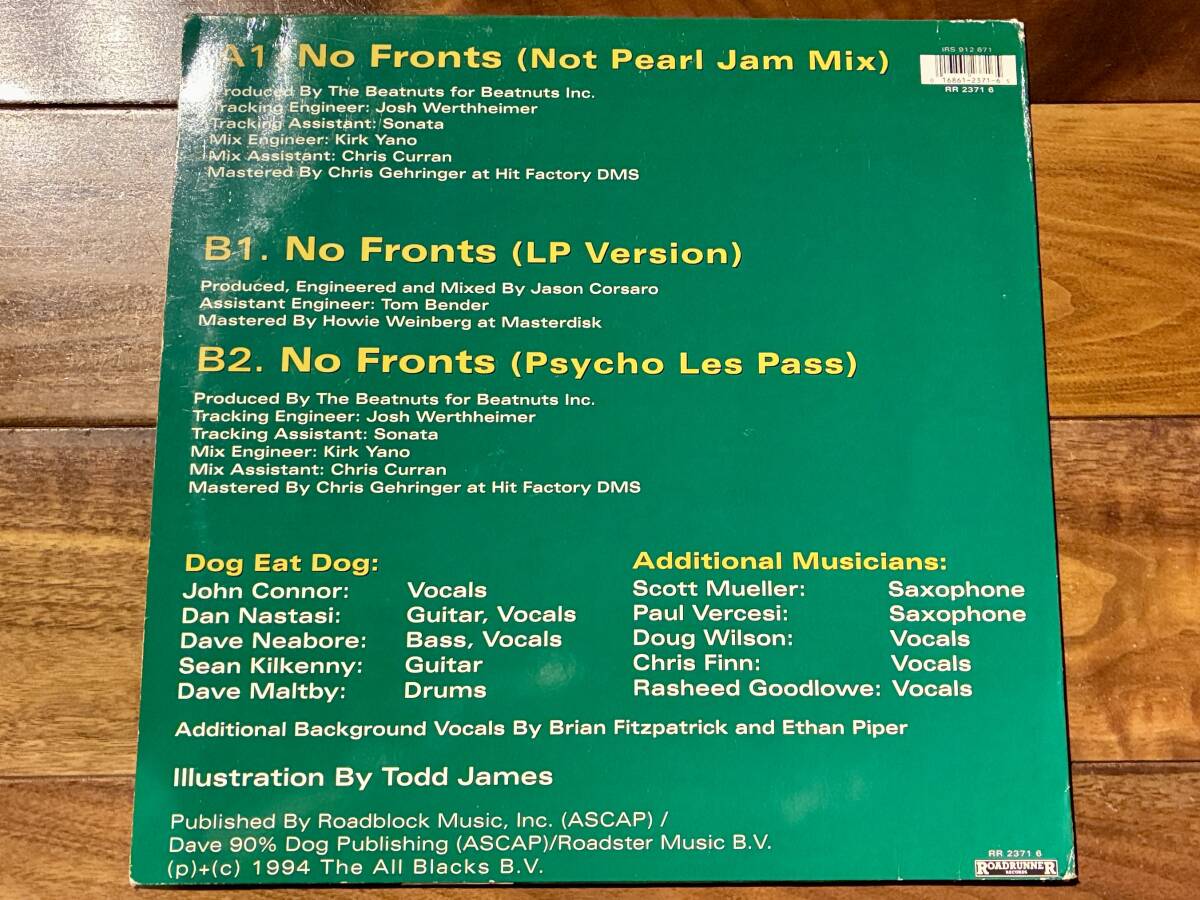 A1. No Fronts (Not Pearl Jam Mix)
Produced By The Beatnuts for Beatnuts Inc.
Tracking Engineer: Josh Werthheimer
Tracking Assistant: Sonata
Mix Engineer: Kirk Yano
Mix Assistant: Chris Curran
Mastered By Chris Gehringer at Hit Factory DMS
IRS 912 671
0 16861-2371-6 5
RR 2371 6
B1. No Fronts (LP Version)
Produced, Engineered and Mixed By Jason Corsaro
Assistant Engineer: Tom Bender
Mastered By Howie Weinberg at Masterdisk
B2. No Fronts (Psycho Les Pass)
Produced By The Beatnuts for Beatnuts Inc.
Tracking Engineer: Josh Werthheimer
Tracking Assistant: Sonata
Mix Engineer: Kirk Yano
Mix Assistant: Chris Curran
Mastered By Chris Gehringer at Hit Factory DMS
Dog Eat Dog:
John Connor: Vocals
Dan Nastasi: Guitar, Vocals
Dave Neabore: Bass, Vocals
Sean Kilkenny: Guitar
Dave Maltby: Drums
Additional Musicians:
Scott Mueller: Saxophone
Paul Vercesi: Saxophone
Doug Wilson: Vocals
Chris Finn: Vocals
Rasheed Goodlowe: Vocals
Additional Background Vocals By Brian Fitzpatrick and Ethan Piper
Illustration By Todd James
Published By Roadblock Music, Inc. (ASCAP) /
Dave 90% Dog Publishing (ASCAP)/Roadster Music B.V.
(p)+(c) 1994 The All Blacks B.V.
RR 2371 6
ROADRUNNER
RECORDS